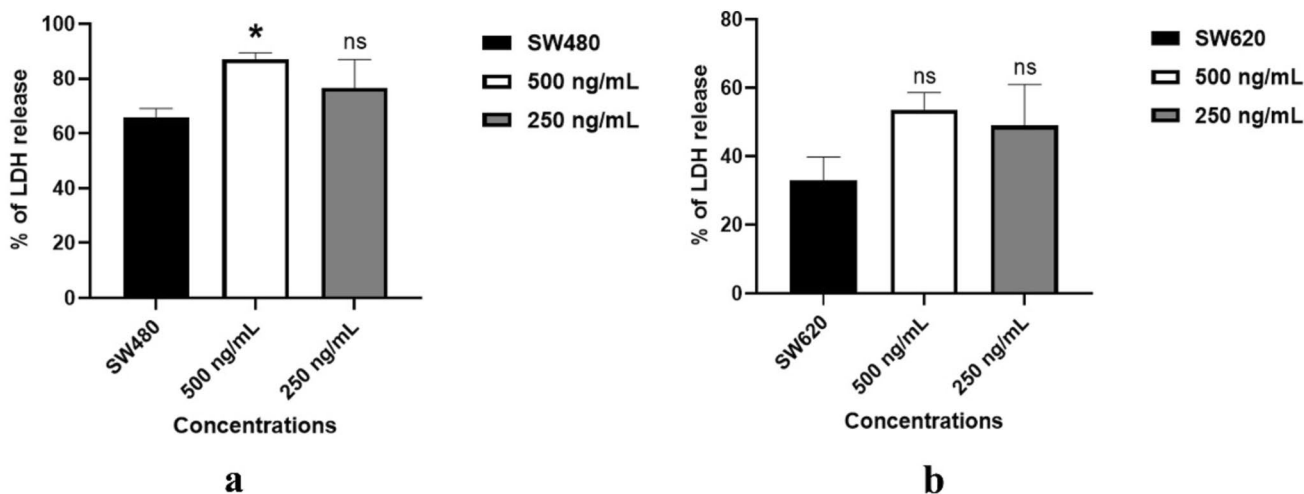 % of LDH release
100
80
60
40
20
0
*
ns
SW480
500 ng/mL
250 ng/mL
Concentrations
SW480
500 ng/mL
250 ng/mL
a
% of LDH release
80
60
40
20
0
ns
ns
SW620
500 ng/mL
250 ng/mL
Concentrations
SW620
500 ng/mL
250 ng/mL
b